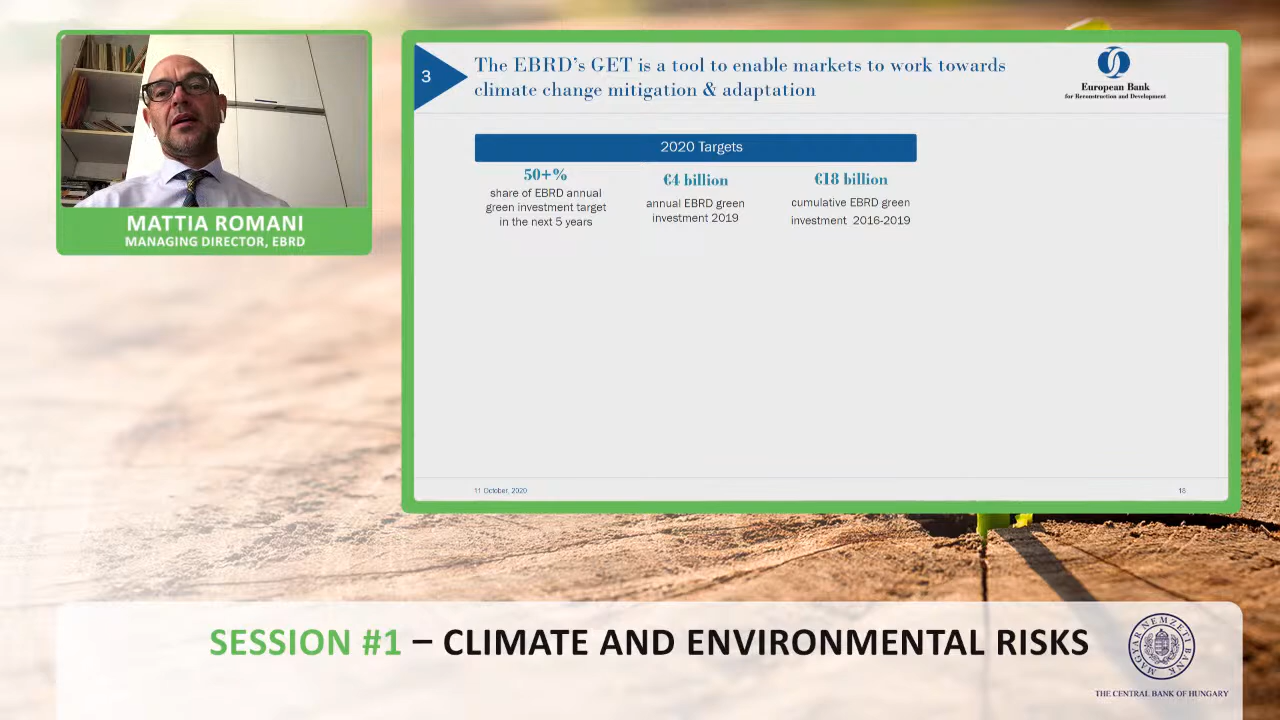 MATTIA ROMANI
MANAGING DIRECTOR, EBRD
3
The EBRD's GET is a tool to enable markets to work towards
climate change mitigation & adaptation
European Bank
for Reconstruction and Development
2020 Targets
50+%
share of EBRD annual
green investment target
in the next 5 years
€4 billion
annual EBRD green
investment 2019
€18 billion
cumulative EBRD green
investment 2016-2019
11 October, 2020
18
SESSION #1 – CLIMATE AND ENVIRONMENTAL RISKS
MAGYAR NEMZETI BANK
THE CENTRAL BANK OF HUNGARY